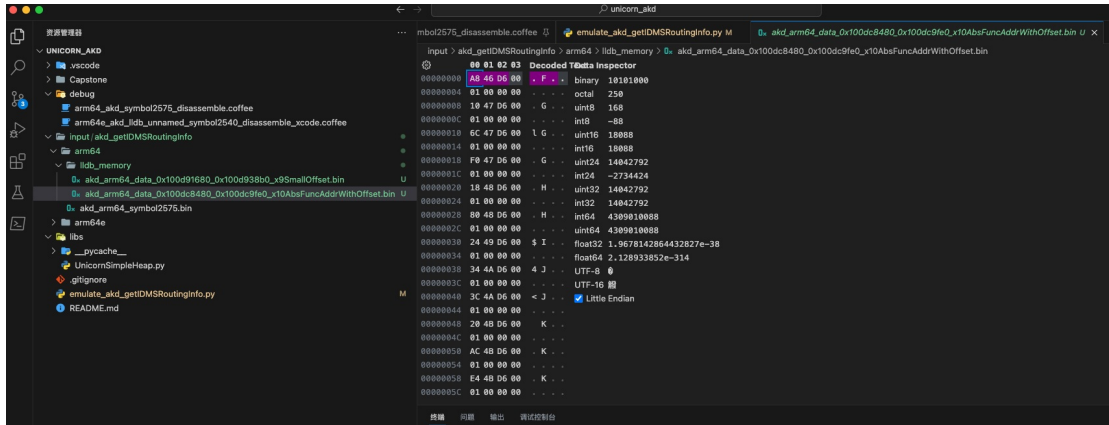 unicorn_akd
资源管理器
UNICORN_AKD
.vscode
Capstone
debug
arm64_akd_symbol2575_disassemble.coffee
arm64e_akd_lldb_unnamed_symbol2540_disassemble_xcode.coffee
input/akd_getIDMSRoutingInfo
arm64
lldb_memory
akd_arm64_data_0x100d91680_0x100d938b0_x9SmallOffset.bin U
akd_arm64_data_0x100dc8480_0x100dc9fe0_x10AbsFuncAddrWithOffset.bin U
akd_arm64_symbol2575.bin
arm64e
libs
__pycache__
UnicornSimpleHeap.py
.gitignore
emulate_akd_getIDMSRoutingInfo.py M
README.md
mbol2575_disassemble.coffee emulate_akd_getIDMSRoutingInfo.py M akd_arm64_data_0x100dc8480_0x100dc9fe0_x10AbsFuncAddrWithOffset.bin U
input > akd_getIDMSRoutingInfo > arm64 > lldb_memory > akd_arm64_data_0x100dc8480_0x100dc9fe0_x10AbsFuncAddrWithOffset.bin
00 01 02 03 Decoded Text
00000000 A8 46 D6 00 . F . .
00000004 01 00 00 00 . . . .
00000008 10 47 D6 00 . G . .
0000000C 01 00 00 00 . . . .
00000010 6C 47 D6 00 l G . .
00000014 01 00 00 00 . . . .
00000018 F0 47 D6 00 . G . .
0000001C 01 00 00 00 . . . .
00000020 18 48 D6 00 . H . .
00000024 01 00 00 00 . . . .
00000028 80 48 D6 00 . H . .
0000002C 01 00 00 00 . . . .
00000030 24 49 D6 00 $ I . .
00000034 01 00 00 00 . . . .
00000038 34 4A D6 00 4 J . .
0000003C 01 00 00 00 . . . .
00000040 3C 4A D6 00 < J . .
00000044 01 00 00 00 . . . .
00000048 20 4B D6 00 K . .
0000004C 01 00 00 00 . . . .
00000050 AC 4B D6 00 . K . .
00000054 01 00 00 00 . . . .
00000058 E4 4B D6 00 . K . .
0000005C 01 00 00 00 . . . .
Data Inspector
binary 10101000
octal 250
uint8 168
int8 -88
uint16 18088
int16 18088
uint24 14042792
int24 -2734424
uint32 14042792
int32 14042792
int64 4309010088
uint64 4309010088
float32 1.9678142864432827e-38
float64 2.128933852e-314
UTF-8 �
UTF-16
Little Endian
终端 问题 输出 调试控制台